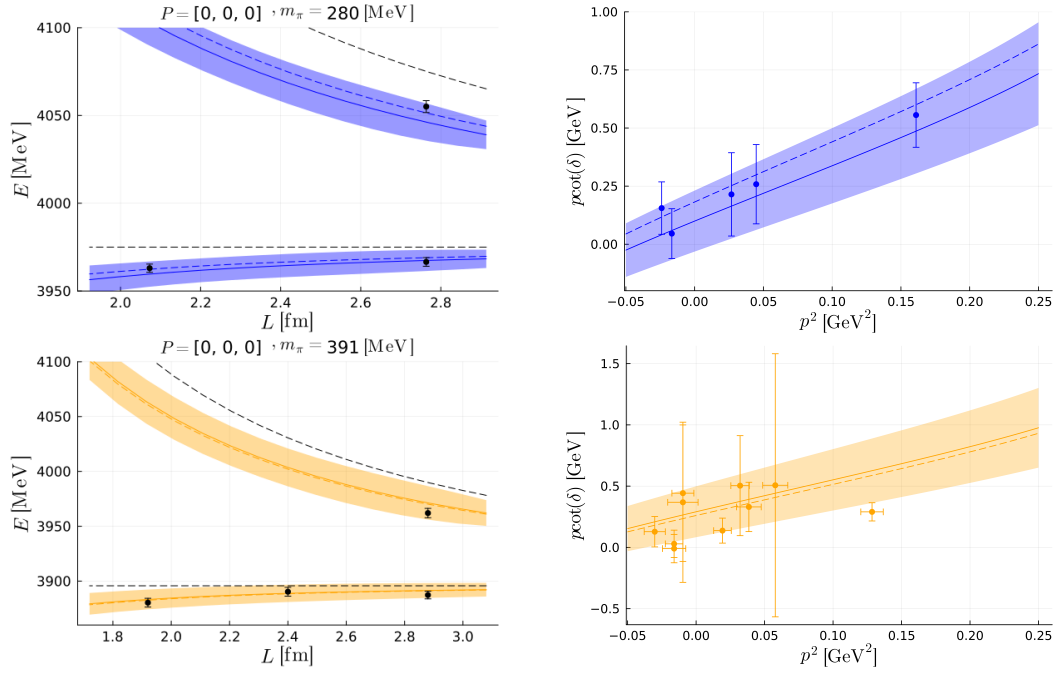 P = [0, 0, 0] , m_π = 280 [MeV]
4100
4050
4000
3950
E [MeV]
2.0 2.2 2.4 2.6 2.8
L [fm]
1.00
0.75
0.50
0.25
0.00
pcot(δ) [GeV]
−0.05 0.00 0.05 0.10 0.15 0.20 0.25
p² [GeV²]
P = [0, 0, 0] , m_π = 391 [MeV]
4100
4050
4000
3950
3900
E [MeV]
1.8 2.0 2.2 2.4 2.6 2.8 3.0
L [fm]
1.5
1.0
0.5
0.0
−0.5
pcot(δ) [GeV]
−0.05 0.00 0.05 0.10 0.15 0.20 0.25
p² [GeV²]